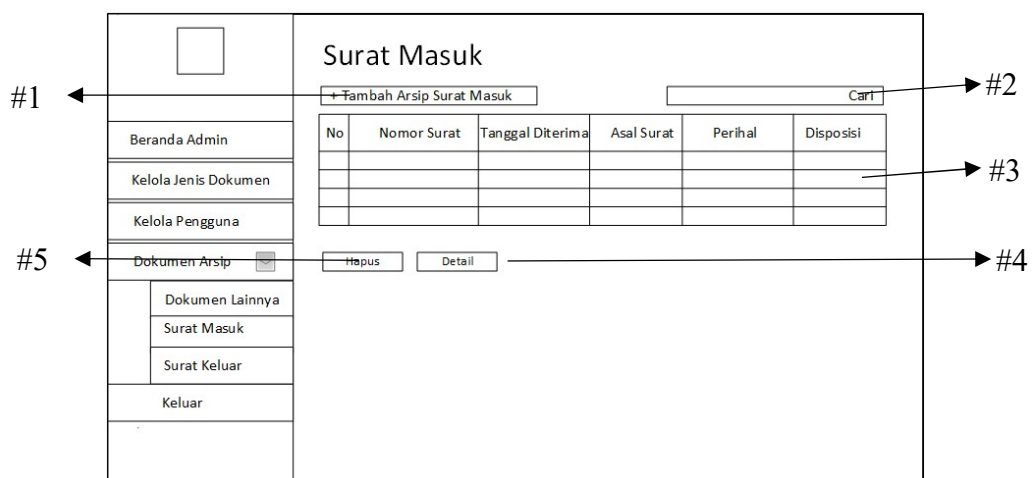 Surat Masuk
#1
+ Tambah Arsip Surat Masuk
Cari
#2
No Nomor Surat Tanggal Diterima Asal Surat Perihal Disposisi
#3
Beranda Admin
Kelola Jenis Dokumen
Kelola Pengguna
#5
Dokumen Arsip
Hapus
Detail
#4
Dokumen Lainnya
Surat Masuk
Surat Keluar
Keluar